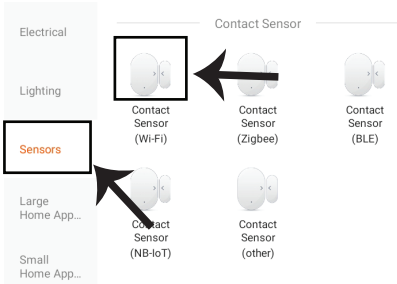 Electrical
Lighting
Sensors
Large
Home App...
Small
Home App...
Contact Sensor
Contact
Sensor
(Wi-Fi)
Contact
Sensor
(Zigbee)
Contact
Sensor
(BLE)
Contact
Sensor
(NB-IoT)
Contact
Sensor
(other)